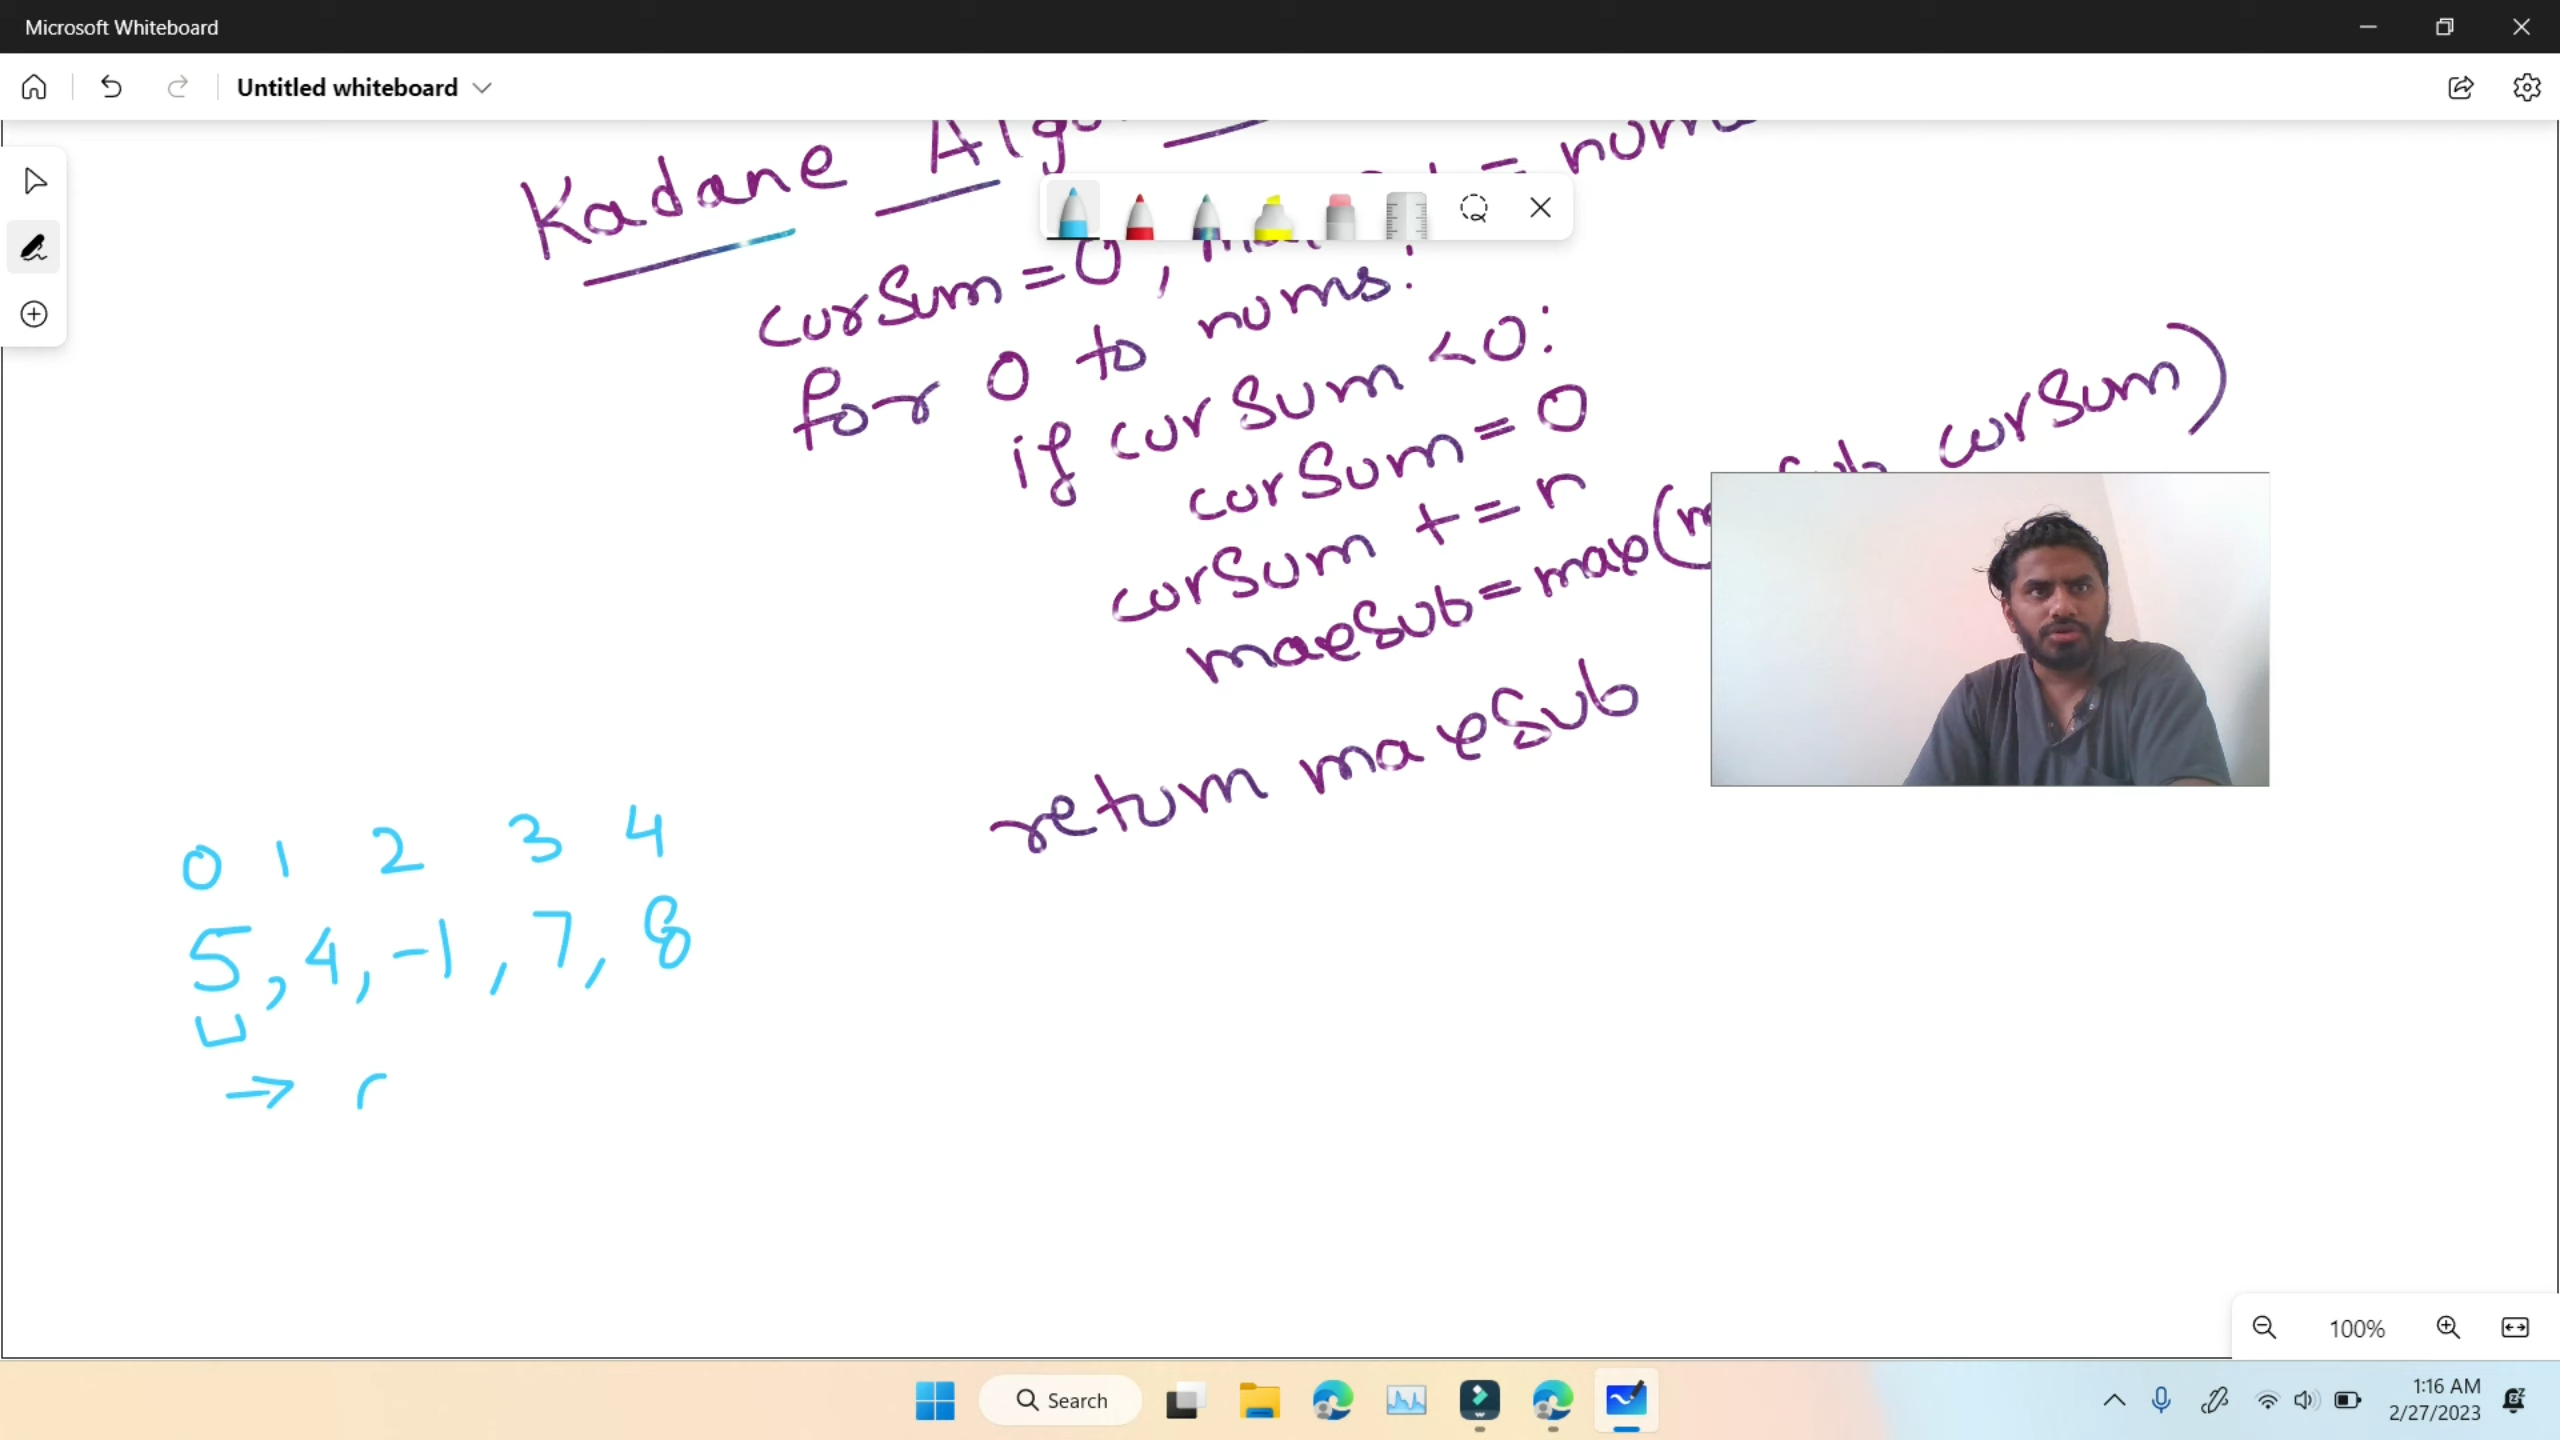 Microsoft Whiteboard
Untitled whiteboard
Kadane
curSum = 0 ,
for 0 to nums:
if curSum <0:
curSum = 0
curSum += n
maxSub = max(
curSum)
return maxSub
0 1 2 3 4
5, 4, -1, 7, 8
→
100%
Search
1:16 AM
2/27/2023